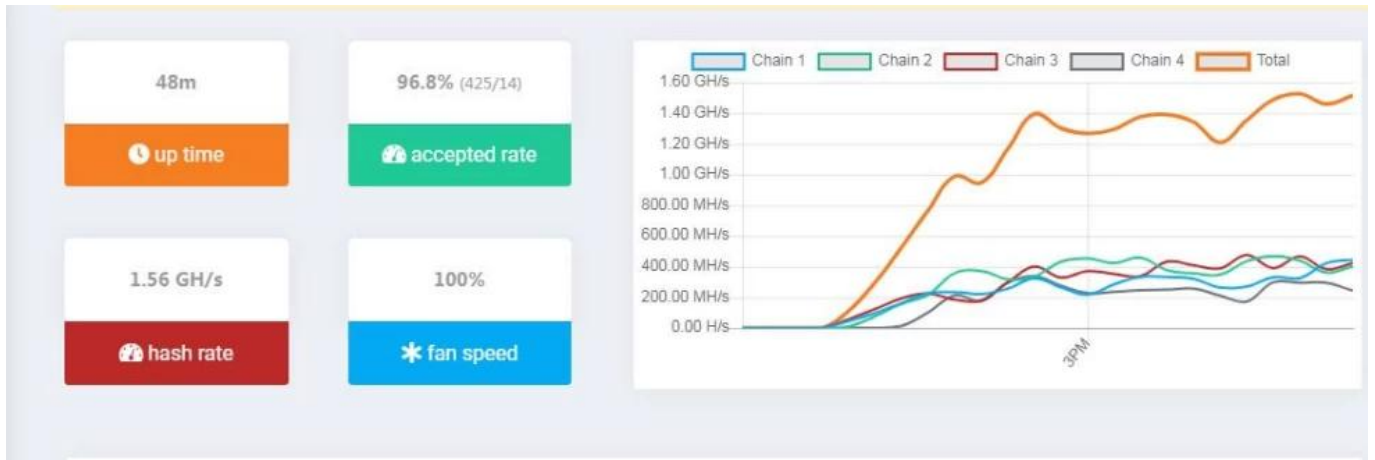 48m
up time
96.8% (425/14)
accepted rate
1.56 GH/s
hash rate
100%
fan speed
Chain 1 Chain 2 Chain 3 Chain 4 Total
1.60 GH/s
1.40 GH/s
1.20 GH/s
1.00 GH/s
800.00 MH/s
600.00 MH/s
400.00 MH/s
200.00 MH/s
0.00 H/s
3PM